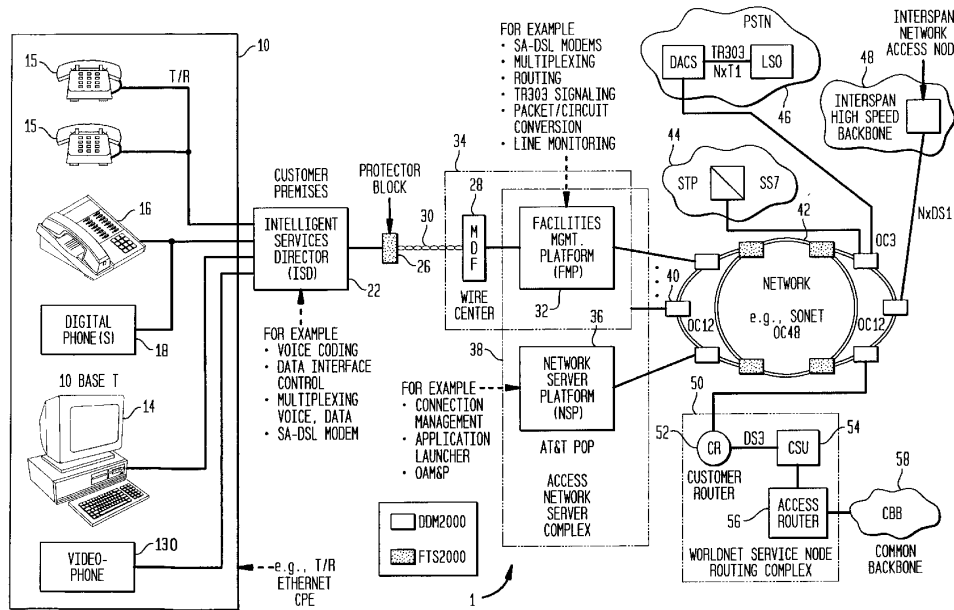 10
15
T/R
15
16
DIGITAL
PHONE(S)
18
10 BASE T
14
VIDEO-
PHONE
130
e.g., T/R
ETHERNET
CPE
CUSTOMER
PREMISES
INTELLIGENT
SERVICES
DIRECTOR
(ISD)
22
FOR EXAMPLE
• VOICE CODING
• DATA INTERFACE
CONTROL
• MULTIPLEXING
VOICE, DATA
• SA-DSL MODEM
PROTECTOR
BLOCK
26
30
34
28
MDF
WIRE
CENTER
FOR EXAMPLE
• SA-DSL MODEMS
• MULTIPLEXING
• ROUTING
• TR303 SIGNALING
• PACKET/CIRCUIT
CONVERSION
• LINE MONITORING
FACILITIES
MGMT.
PLATFORM
(FMP)
32
36
38
NETWORK
SERVER
PLATFORM
(NSP)
FOR EXAMPLE
• CONNECTION
MANAGEMENT
• APPLICATION
LAUNCHER
• OAM&P
AT&T POP
ACCESS
NETWORK
SERVER
COMPLEX
DDM2000
FTS2000
1
PSTN
DACS
TR303
NxT1
LSO
46
INTERSPAN
NETWORK
ACCESS NODE
48
INTERSPAN
HIGH SPEED
BACKBONE
NxDS1
44
STP
SS7
42
OC3
40
OC12
NETWORK
e.g., SONET
OC48
OC12
50
52
CR
DS3
CSU
54
CUSTOMER
ROUTER
56
ACCESS
ROUTER
58
CBB
COMMON
BACKBONE
WORLDNET SERVICE NODE
ROUTING COMPLEX